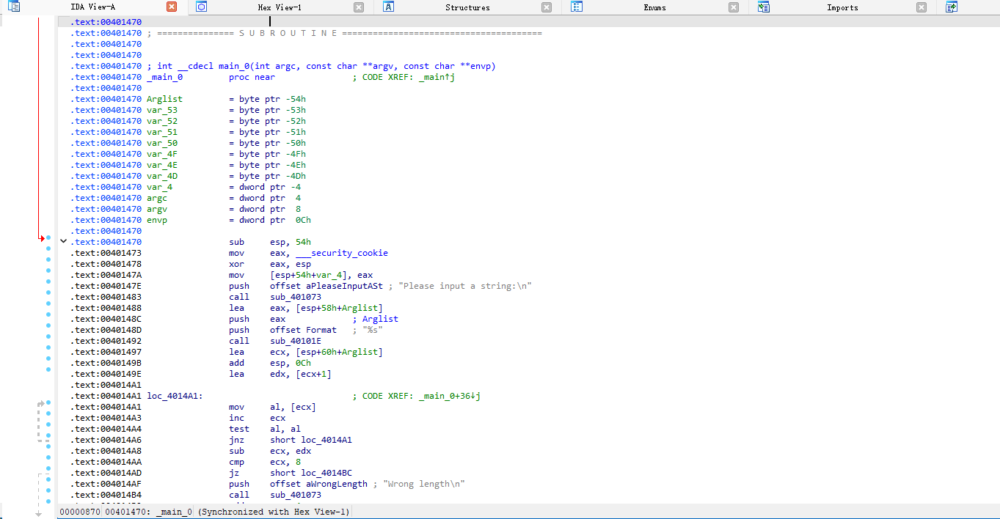 IDA View-A Hex View-1 Structures Enums Imports
.text:00401470
.text:00401470 ; =============== S U B R O U T I N E =======================================
.text:00401470
.text:00401470
.text:00401470 ; int __cdecl main_0(int argc, const char **argv, const char **envp)
.text:00401470 _main_0 proc near ; CODE XREF: _main↑j
.text:00401470
.text:00401470 Arglist = byte ptr -54h
.text:00401470 var_53 = byte ptr -53h
.text:00401470 var_52 = byte ptr -52h
.text:00401470 var_51 = byte ptr -51h
.text:00401470 var_50 = byte ptr -50h
.text:00401470 var_4F = byte ptr -4Fh
.text:00401470 var_4E = byte ptr -4Eh
.text:00401470 var_4D = byte ptr -4Dh
.text:00401470 var_4 = dword ptr -4
.text:00401470 argc = dword ptr 4
.text:00401470 argv = dword ptr 8
.text:00401470 envp = dword ptr 0Ch
.text:00401470
.text:00401470 sub esp, 54h
.text:00401473 mov eax, ___security_cookie
.text:00401478 xor eax, esp
.text:0040147A mov [esp+54h+var_4], eax
.text:0040147E push offset aPleaseInputASt ; "Please input a string:\n"
.text:00401483 call sub_401073
.text:00401488 lea eax, [esp+58h+Arglist]
.text:0040148C push eax ; Arglist
.text:0040148D push offset Format ; "%s"
.text:00401492 call sub_40101E
.text:00401497 lea ecx, [esp+60h+Arglist]
.text:0040149B add esp, 0Ch
.text:0040149E lea edx, [ecx+1]
.text:004014A1
.text:004014A1 loc_4014A1: ; CODE XREF: _main_0+36↓j
.text:004014A1 mov al, [ecx]
.text:004014A3 inc ecx
.text:004014A4 test al, al
.text:004014A6 jnz short loc_4014A1
.text:004014A8 sub ecx, edx
.text:004014AA cmp ecx, 8
.text:004014AD jz short loc_4014BC
.text:004014AF push offset aWrongLength ; "Wrong length\n"
.text:004014B4 call sub_401073
00000870 00401470: _main_0 (Synchronized with Hex View-1)